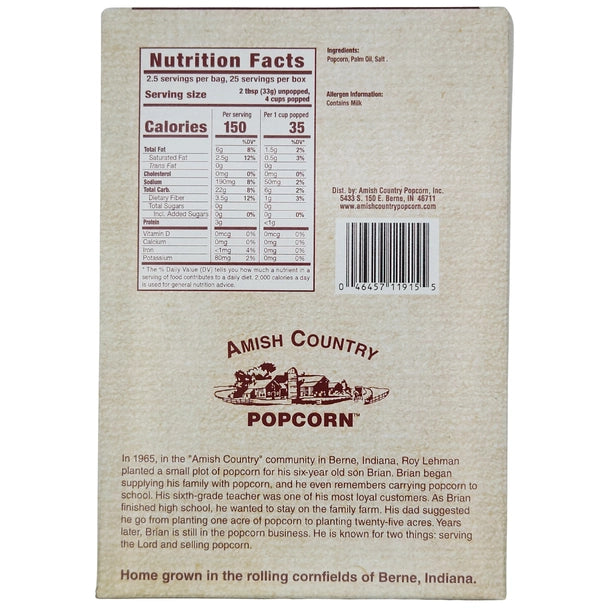 Nutrition Facts
2.5 servings per bag, 25 servings per box
Serving size 2 tbsp (33g) unpopped,
4 cups popped
Per serving Per 1 cup popped
Calories 150 35
%DV* %DV*
Total Fat 6g 8% 1.5g 2%
Saturated Fat 2.5g 12% 0.5g 3%
Trans Fat 0g 0g
Cholesterol 0mg 0% 0mg 0%
Sodium 190mg 8% 50mg 2%
Total Carb. 22g 8% 6g 2%
Dietary Fiber 3.5g 12% 1g 3%
Total Sugars 0g 0g
Incl. Added Sugars 0g 0% 0g 0%
Protein 3g <1g
Vitamin D 0mcg 0% 0mcg 0%
Calcium 0mg 0% 0mg 0%
Iron <1mg 4% 0mg 0%
Potassium 80mg 2% 0mg 0%
* The % Daily Value (DV) tells you how much a nutrient in a
serving of food contributes to a daily diet. 2,000 calories a day
is used for general nutrition advice.
Ingredients:
Popcorn, Palm Oil, Salt .
Allergen Information:
Contains Milk
Dist. by: Amish Country Popcorn, Inc.
5433 S. 150 E. Berne, IN 46711
www.amishcountrypopcorn.com
0 46457 11915 5
AMISH COUNTRY
POPCORN™
In 1965, in the "Amish Country" community in Berne, Indiana, Roy Lehman
planted a small plot of popcorn for his six-year old son Brian. Brian began
supplying his family with popcorn, and he even remembers carrying popcorn to
school. His sixth-grade teacher was one of his most loyal customers. As Brian
finished high school, he wanted to stay on the family farm. His dad suggested
he go from planting one acre of popcorn to planting twenty-five acres. Years
later, Brian is still in the popcorn business. He is known for two things: serving
the Lord and selling popcorn.
Home grown in the rolling cornfields of Berne, Indiana.